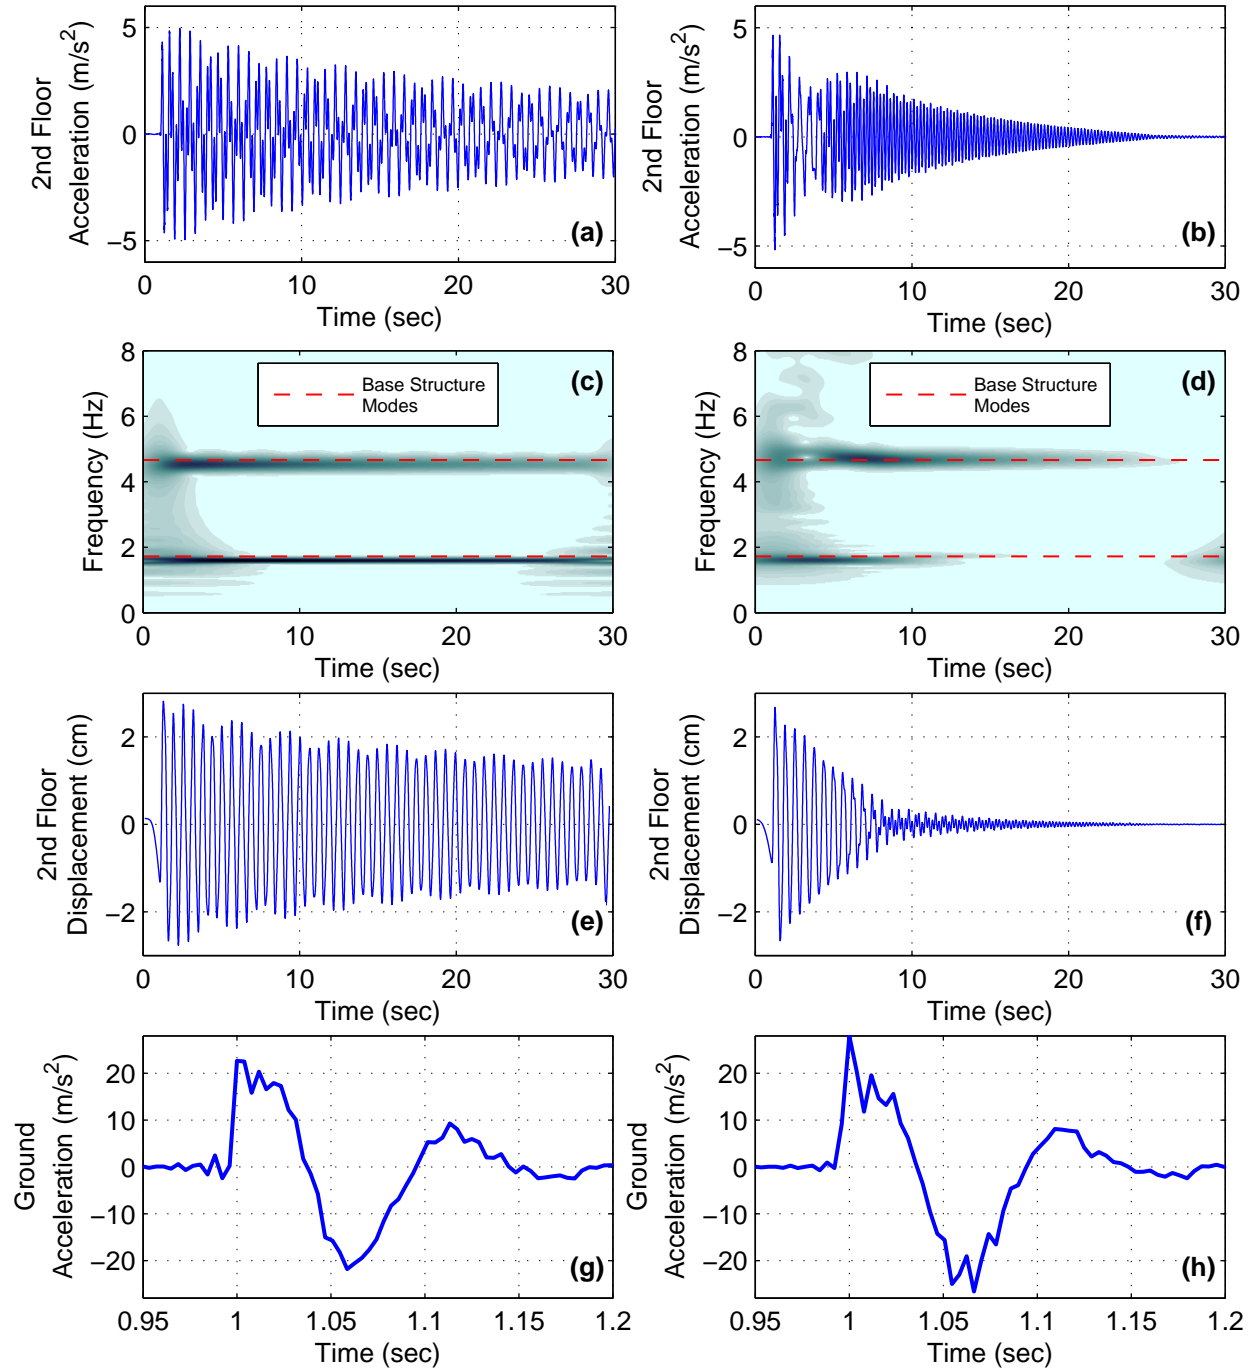 2nd Floor
Acceleration (m/s²)
5
0
−5
(a)
0
10
20
30
Time (sec)
2nd Floor
Acceleration (m/s²)
5
0
−5
(b)
0
10
20
30
Time (sec)
Frequency (Hz)
8
6
4
2
0
Base Structure
Modes
(c)
0
10
20
30
Time (sec)
Frequency (Hz)
8
6
4
2
0
Base Structure
Modes
(d)
0
10
20
30
Time (sec)
2nd Floor
Displacement (cm)
2
0
−2
(e)
0
10
20
30
Time (sec)
2nd Floor
Displacement (cm)
2
0
−2
(f)
0
10
20
30
Time (sec)
Ground
Acceleration (m/s²)
20
10
0
−10
−20
(g)
0.95
1
1.05
1.1
1.15
1.2
Time (sec)
Ground
Acceleration (m/s²)
20
10
0
−10
−20
(h)
0.95
1
1.05
1.1
1.15
1.2
Time (sec)